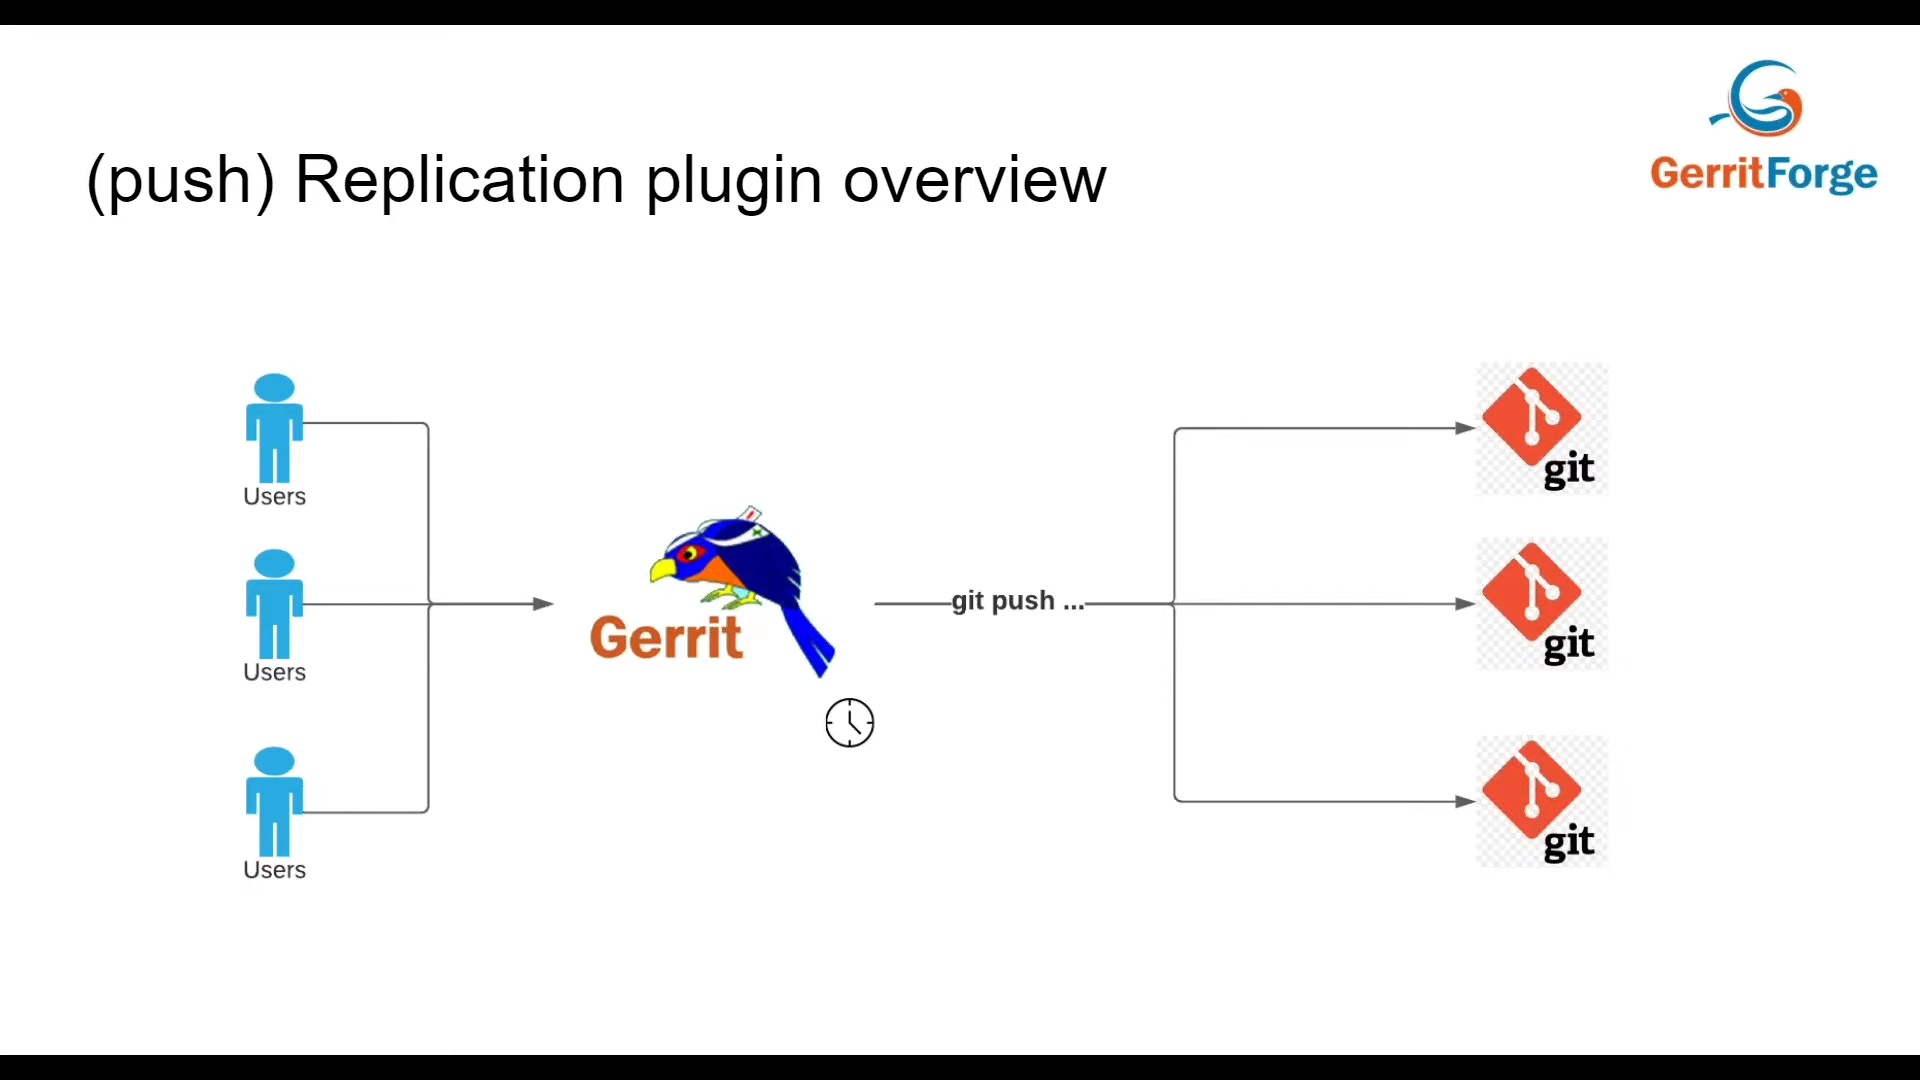 GerritForge
(push) Replication plugin overview
Users
Users
Users
Gerrit
git push ...
git
git
git